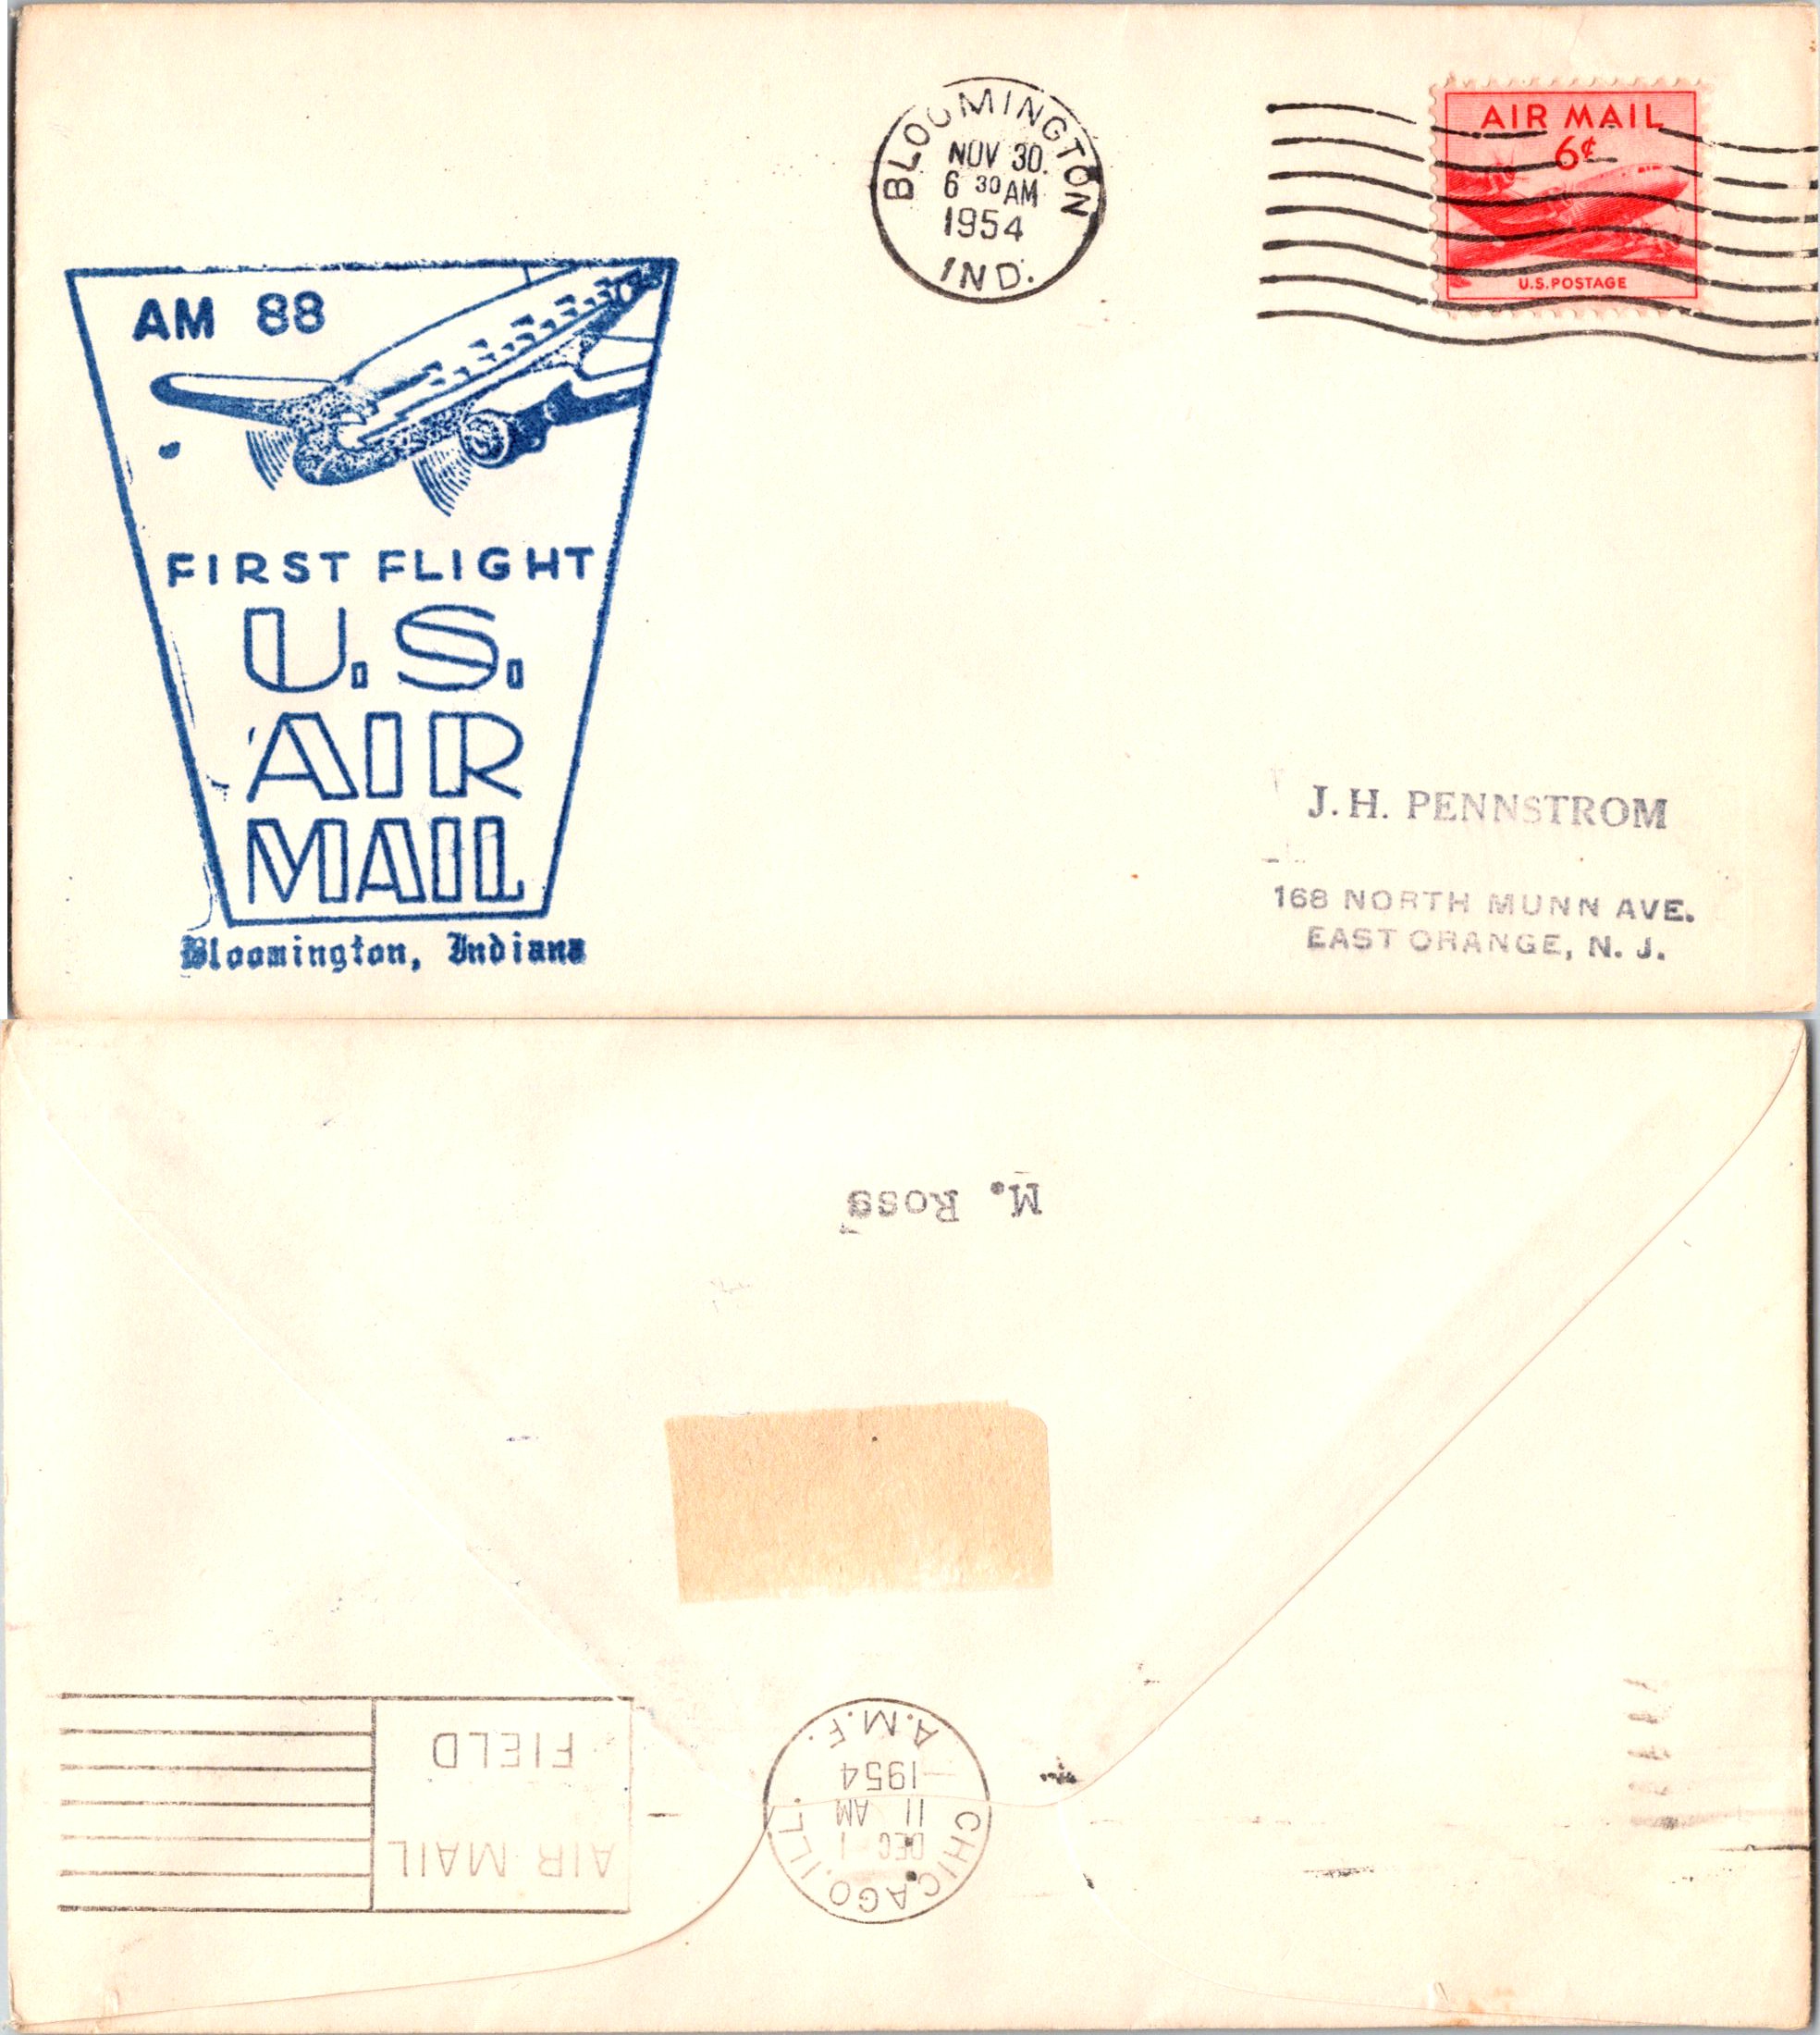 BLOOMINGTON
NOV 30.
6 30 AM
1954
IND.
AIR MAIL
6¢
U.S. POSTAGE
AM 88
FIRST FLIGHT
U.S.
AIR
MAIL
Bloomington, Indiana
J. H. PENNSTROM
168 NORTH MUNN AVE.
EAST ORANGE, N. J.
M. Ross
AIR MAIL
FIELD
CHICAGO, ILL.
DEC 1
11 AM
1954
A.M.F.